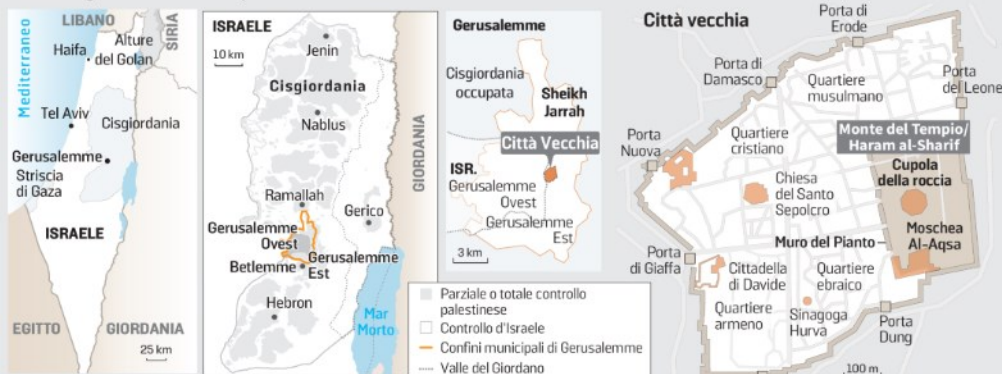 LIBANO
SIRIA
Haifa
Alture
del Golan
Mediterraneo
Tel Aviv
Cisgiordania
Gerusalemme
Striscia
di Gaza
ISRAELE
EGITTO
GIORDANIA
25 km
ISRAELE
10 km
Jenin
Cisgiordania
Nablus
Ramallah
Gerico
Gerusalemme
Ovest
Gerusalemme
Est
Betlemme
Hebron
Mar
Morto
GIORDANIA
Gerusalemme
Cisgiordania
occupata
Sheikh
Jarrah
Città Vecchia
ISR.
Gerusalemme
Ovest
Gerusalemme
Est
3 km
Parziale o totale controllo
palestinese
Controllo d'Israele
Confini municipali di Gerusalemme
Valle del Giordano
Città vecchia
Porta di
Erode
Porta di
Damasco
Quartiere
musulmano
Porta
del Leone
Porta
Nuova
Quartiere
cristiano
Monte del Tempio/
Haram al-Sharif
Cupola
della roccia
Chiesa
del Santo
Sepolcro
Moschea
Al-Aqsa
Muro del Pianto
Porta
di Giaffa
Cittadella
di Davide
Quartiere
ebraico
Quartiere
armeno
Sinagoga
Hurva
Porta
Dung
100 m